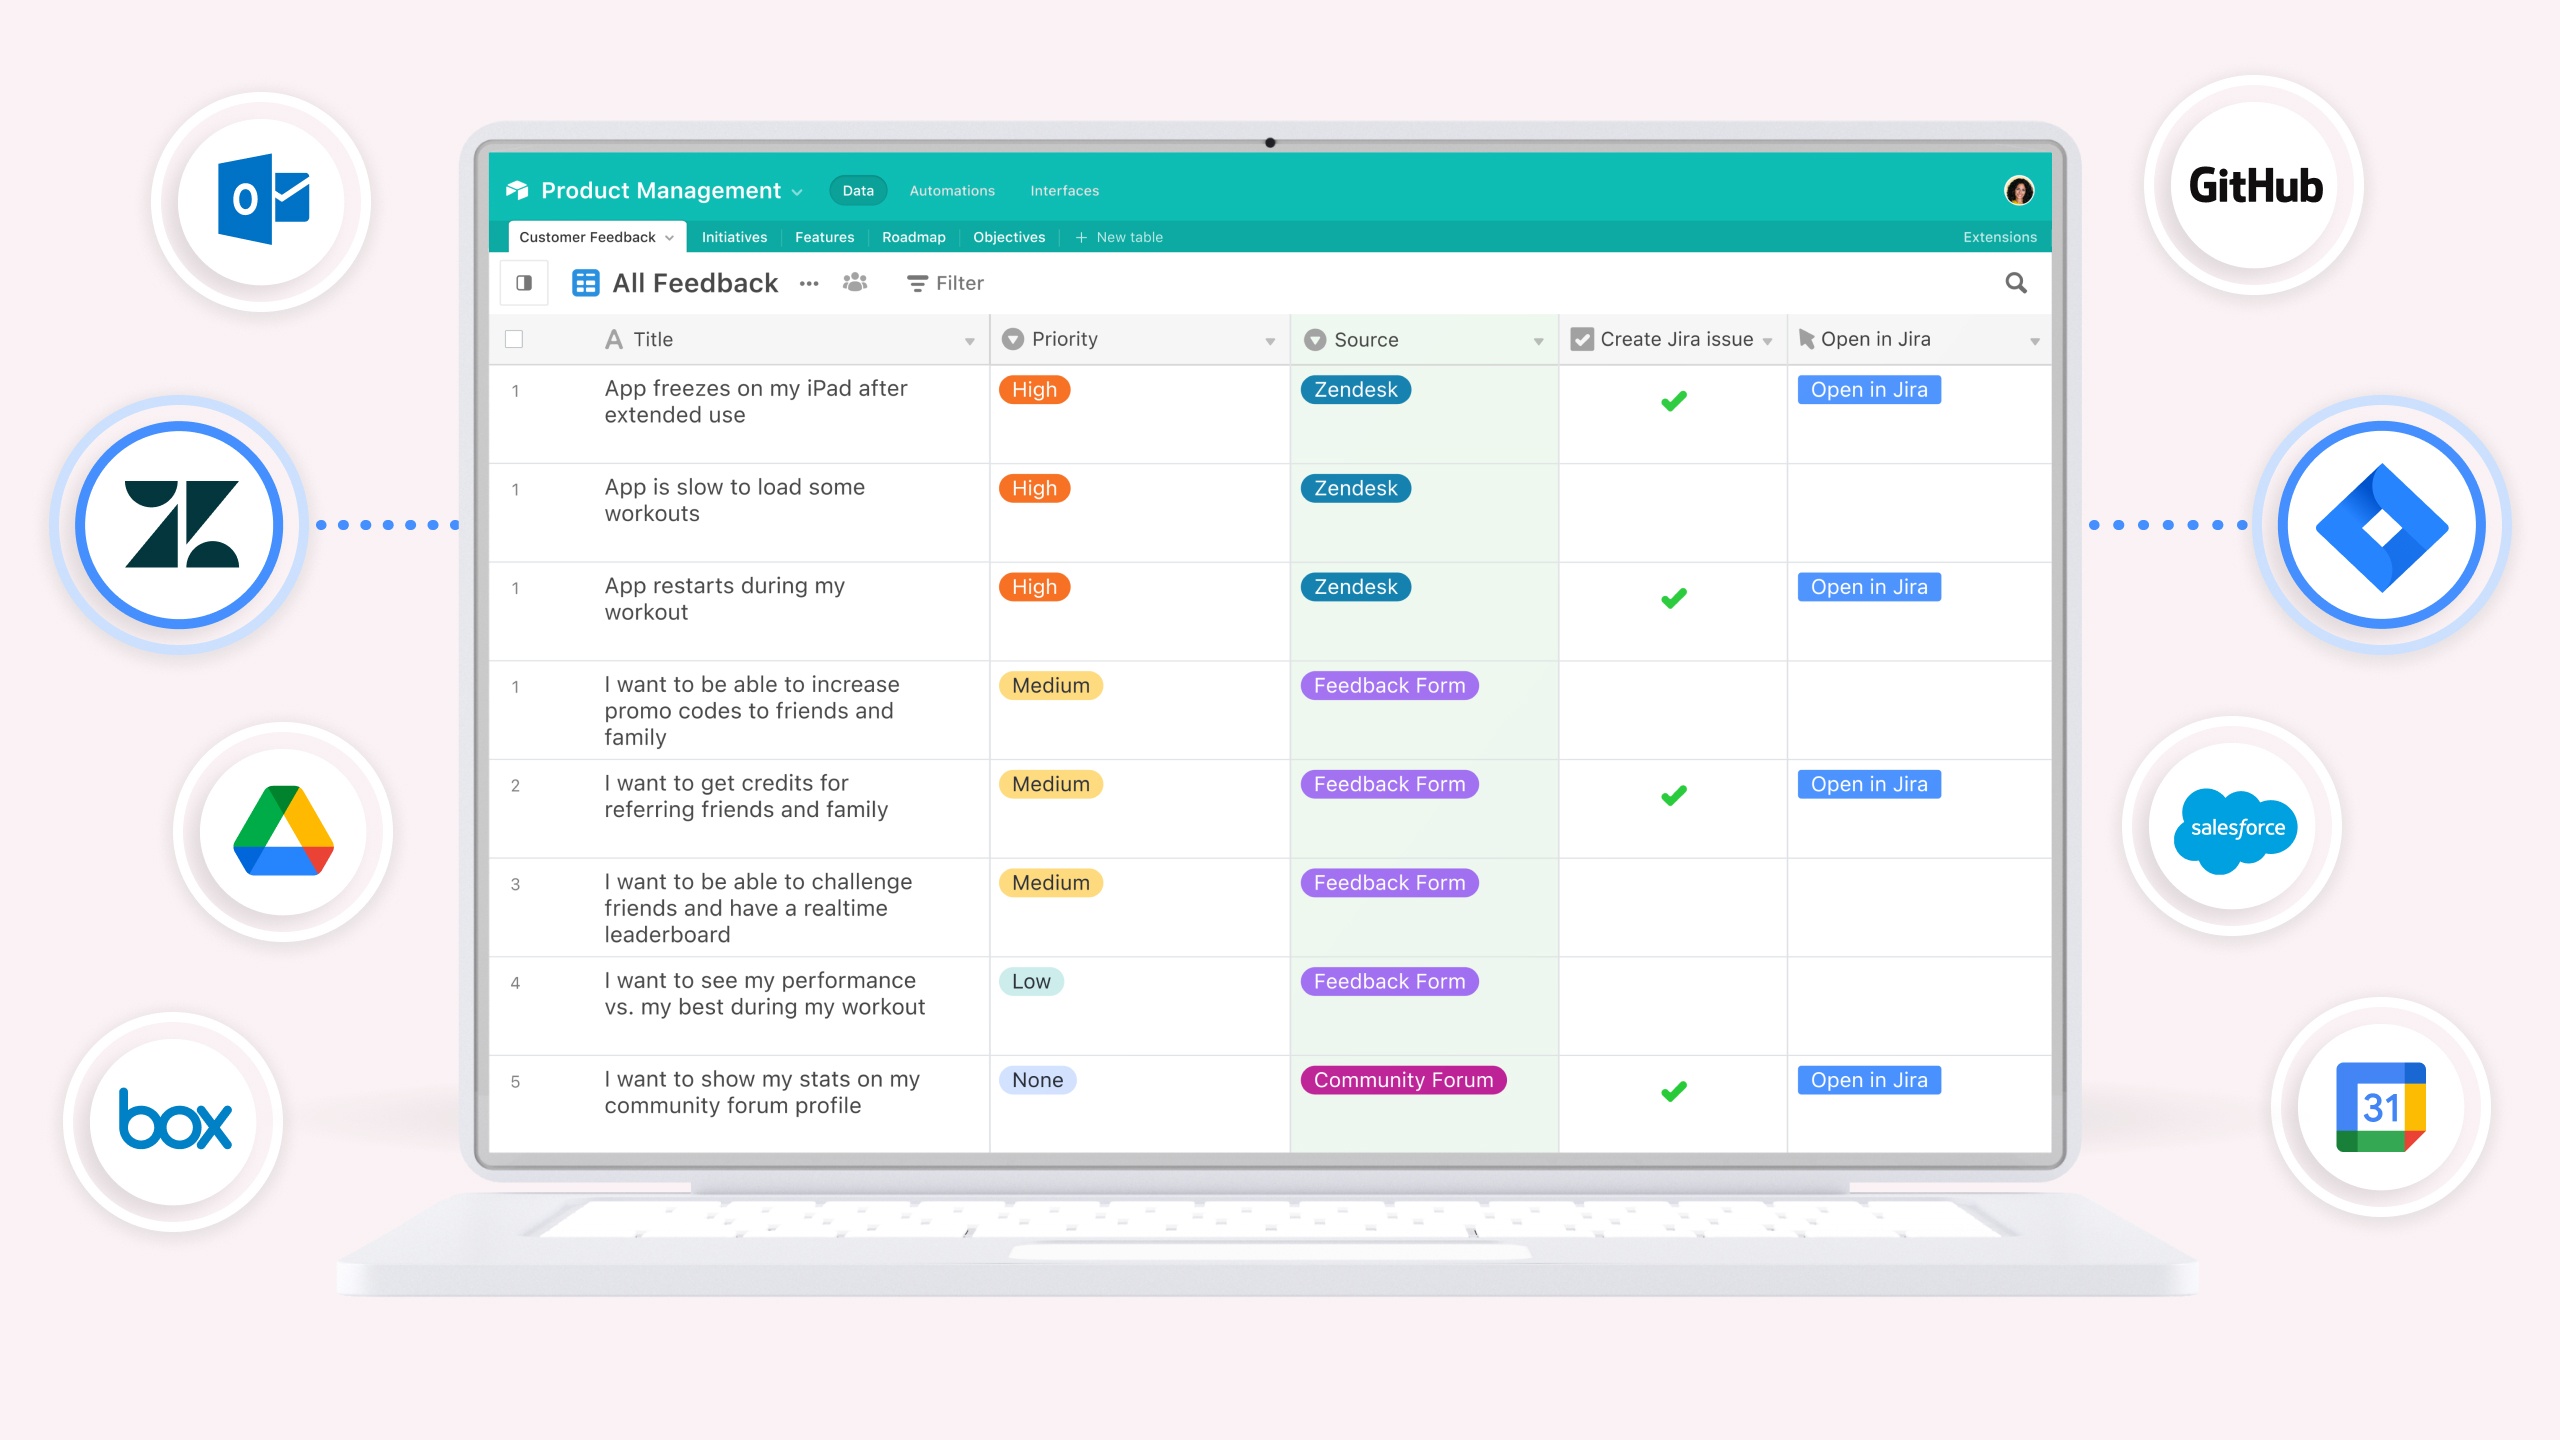 GitHub
Product Management
Data
Automations
Interfaces
Customer Feedback
Initiatives
Features
Roadmap
Objectives
+ New table
Extensions
All Feedback
Filter
Title
Priority
Source
Create Jira issue
Open in Jira
1
App freezes on my iPad after
extended use
High
Zendesk
Open in Jira
1
App is slow to load some
workouts
High
Zendesk
1
App restarts during my
workout
High
Zendesk
Open in Jira
1
I want to be able to increase
promo codes to friends and
family
Medium
Feedback Form
2
I want to get credits for
referring friends and family
Medium
Feedback Form
Open in Jira
3
I want to be able to challenge
friends and have a realtime
leaderboard
Medium
Feedback Form
4
I want to see my performance
vs. my best during my workout
Low
Feedback Form
5
I want to show my stats on my
community forum profile
None
Community Forum
Open in Jira
O
box
salesforce
31